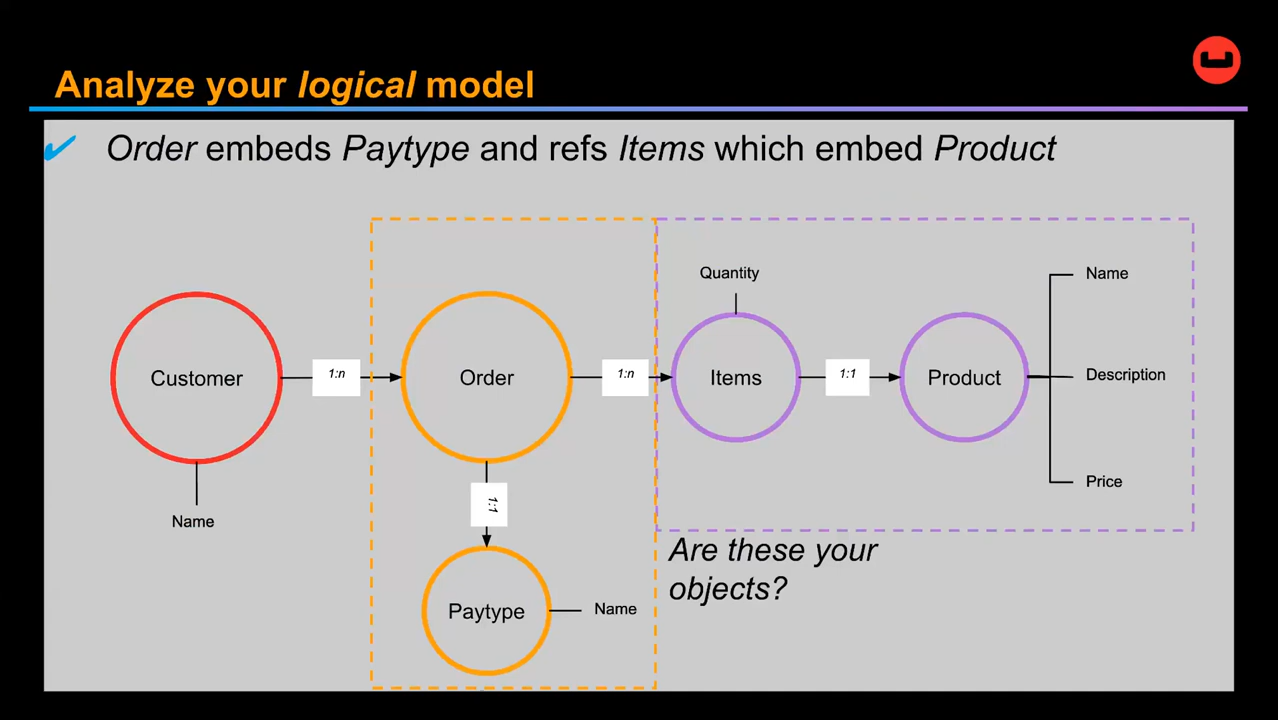 Analyze your logical model
✔ Order embeds Paytype and refs Items which embed Product
Quantity
Name
Customer
1:n
Order
1:n
Items
1:1
Product
Description
Price
1:1
Name
Are these your
objects?
Paytype
Name